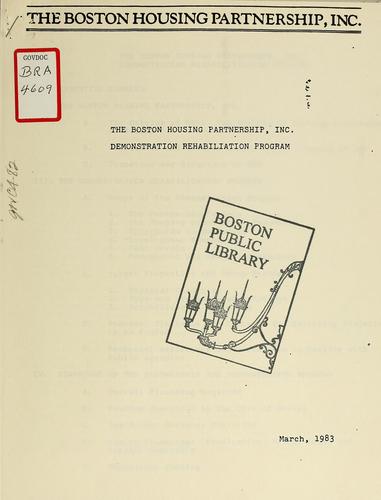 THE BOSTON HOUSING PARTNERSHIP, INC.
GOVDOC
BRA
4609
THE BOSTON HOUSING PARTNERSHIP, INC.
DEMONSTRATION REHABILIATION PROGRAM
BOSTON
PUBLIC
LIBRARY
March, 1983